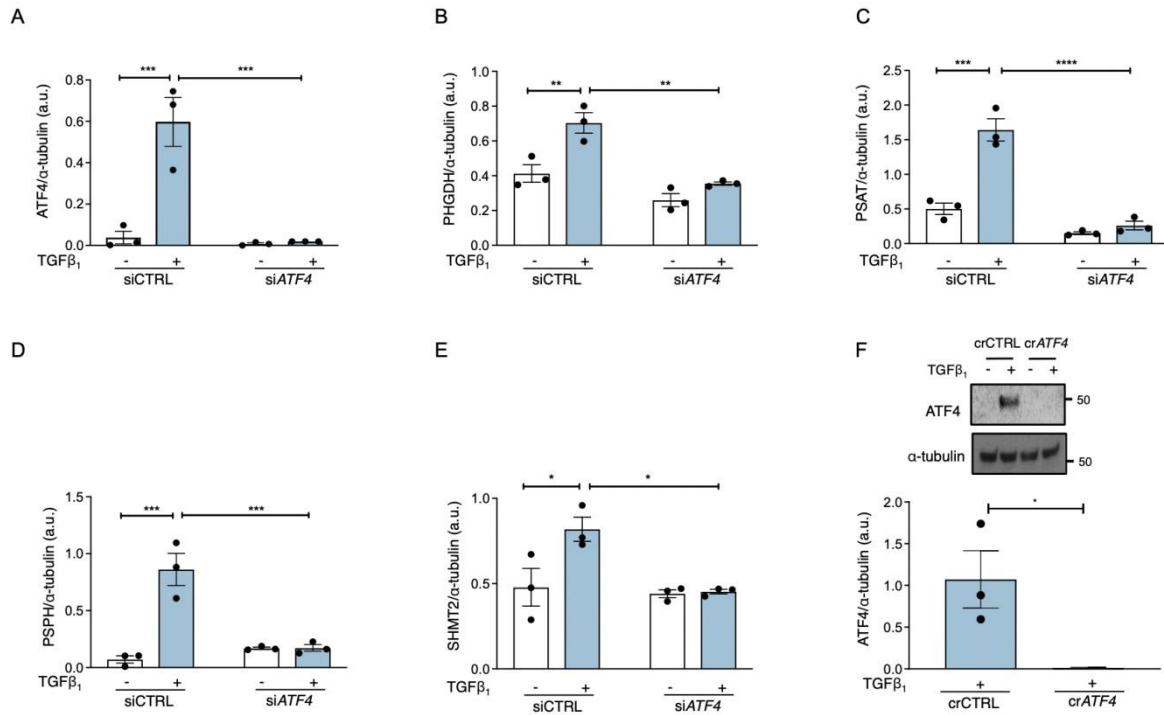 A
ATF4/α-tubulin (a.u.)
0.8
0.6
0.4
0.2
0.0
***
***
TGFβ₁
- + - +
siCTRL siATF4
B
PHGDH/α-tubulin (a.u.)
1.0
0.8
0.6
0.4
0.2
0.0
**
**
TGFβ₁
- + - +
siCTRL siATF4
C
PSAT/α-tubulin (a.u.)
2.5
2.0
1.5
1.0
0.5
0.0
***
****
TGFβ₁
- + - +
siCTRL siATF4
D
PSPH/α-tubulin (a.u.)
1.5
1.0
0.5
0.0
***
***
TGFβ₁
- + - +
siCTRL siATF4
E
SHMT2/α-tubulin (a.u.)
1.0
0.5
0.0
*
*
TGFβ₁
- + - +
siCTRL siATF4
F
crCTRL crATF4
TGFβ₁ - + - +
ATF4
50
α-tubulin
50
ATF4/α-tubulin (a.u.)
2.0
1.5
1.0
0.5
0.0
*
TGFβ₁
+ +
crCTRL crATF4